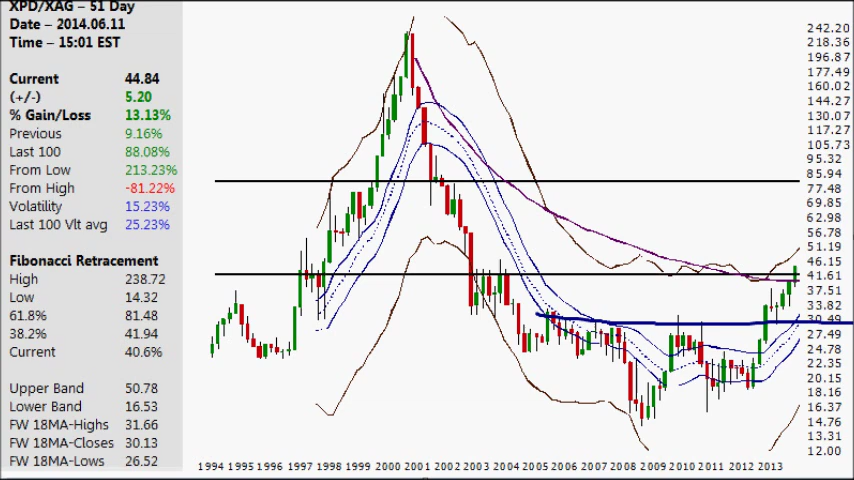 XPD/XAG – 51 Day
Date – 2014.06.11
Time – 15:01 EST
Current 44.84
(+/-) 5.20
% Gain/Loss 13.13%
Previous 9.16%
Last 100 88.08%
From Low 213.23%
From High -81.22%
Volatility 15.23%
Last 100 Vlt avg 25.23%
Fibonacci Retracement
High 238.72
Low 14.32
61.8% 81.48
38.2% 41.94
Current 40.6%
Upper Band 50.78
Lower Band 16.53
FW 18MA-Highs 31.66
FW 18MA-Closes 30.13
FW 18MA-Lows 26.52
242.20
218.36
196.87
177.49
160.02
144.27
130.07
117.27
105.73
95.32
85.94
77.48
69.85
62.98
56.78
51.19
46.15
41.61
37.51
33.82
30.49
27.49
24.78
22.35
20.15
18.16
16.37
14.76
13.31
12.00
1994 1995 1996 1997 1998 1999 2000 2001 2002 2003 2004 2005 2006 2007 2008 2009 2010 2011 2012 2013